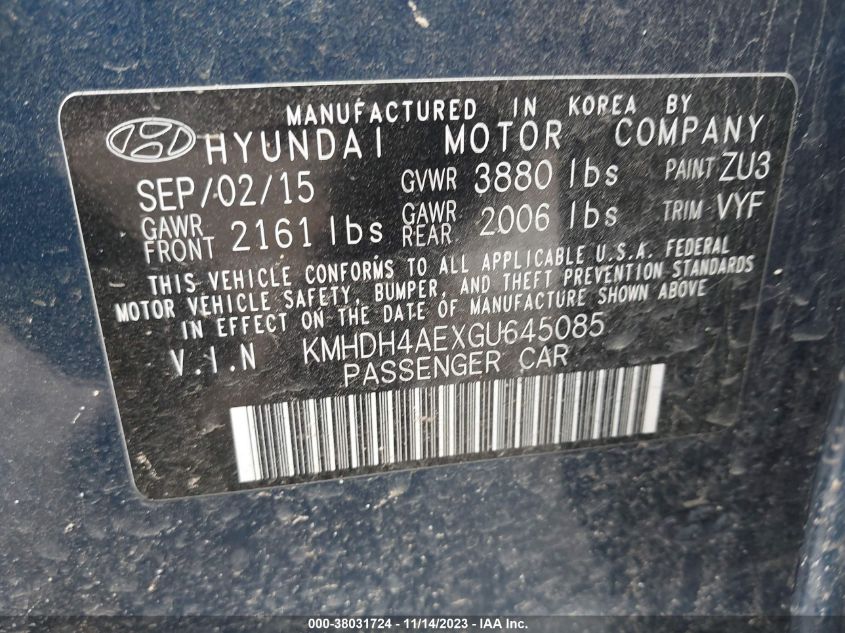 MANUFACTURED IN KOREA BY
HYUNDAI MOTOR COMPANY
SEP/02/15 GVWR 3880 lbs PAINT ZU3
GAWR FRONT 2161 lbs GAWR REAR 2006 lbs TRIM VYF
THIS VEHICLE CONFORMS TO ALL APPLICABLE U.S.A. FEDERAL
MOTOR VEHICLE SAFETY, BUMPER, AND THEFT PREVENTION STANDARDS
IN EFFECT ON THE DATE OF MANUFACTURE SHOWN ABOVE
V.I.N KMHDH4AEXGU645085
PASSENGER CAR
000-38031724 - 11/14/2023 - IAA Inc.